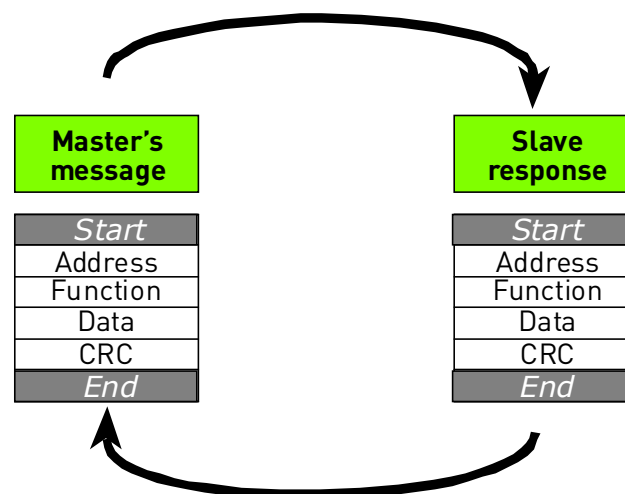 Master's
message
Start
Address
Function
Data
CRC
End
Slave
response
Start
Address
Function
Data
CRC
End